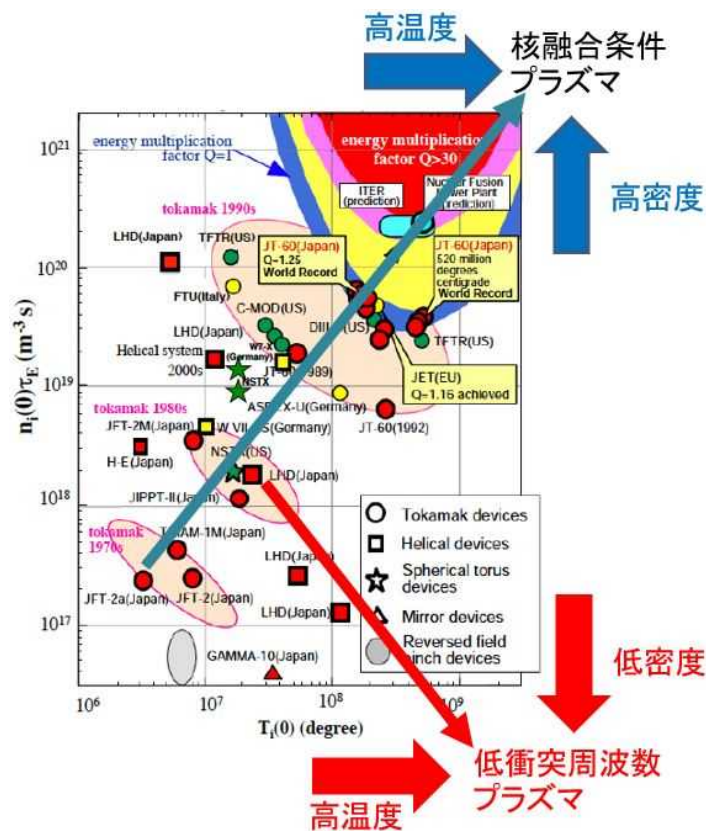 高温度
核融合条件
プラズマ
高密度
energy multiplication
factor Q=1
energy multiplication
factor Q>30
ITER
(prediction)
Nuclear Fusion
Power Plant
(prediction)
tokamak 1990s
LHD(Japan)
TFTR(US)
JT-60(Japan)
Q=1.25
World Record
JT-60(Japan)
520 million
degrees
centigrade
World Record
FTU(Italy)
C-MOD(US)
LHD(Japan)
W7-X
(Germany)
TFTR(US)
Helical system
2000s
NSTX
JET(EU)
Q=1.16 achieved
tokamak 1980s
JT-60(1992)
JFT-2M(Japan)
NSTX(US)
H-E(Japan)
LHD(Japan)
JIPPT-II(Japan)
tokamak
1970s
LHD(Japan)
JFT-2a(Japan)
JFT-2(Japan)
LHD(Japan)
GAMMA-10(Japan)
Tokamak devices
Helical devices
Spherical torus
devices
Mirror devices
Reversed field
pinch devices
10²¹
10²⁰
10¹⁹
10¹⁸
10¹⁷
nᵢ(0)τE (m⁻³ s)
10⁶
10⁷
10⁸
10⁹
Tᵢ(0) (degree)
低密度
低衝突周波数
プラズマ
高温度